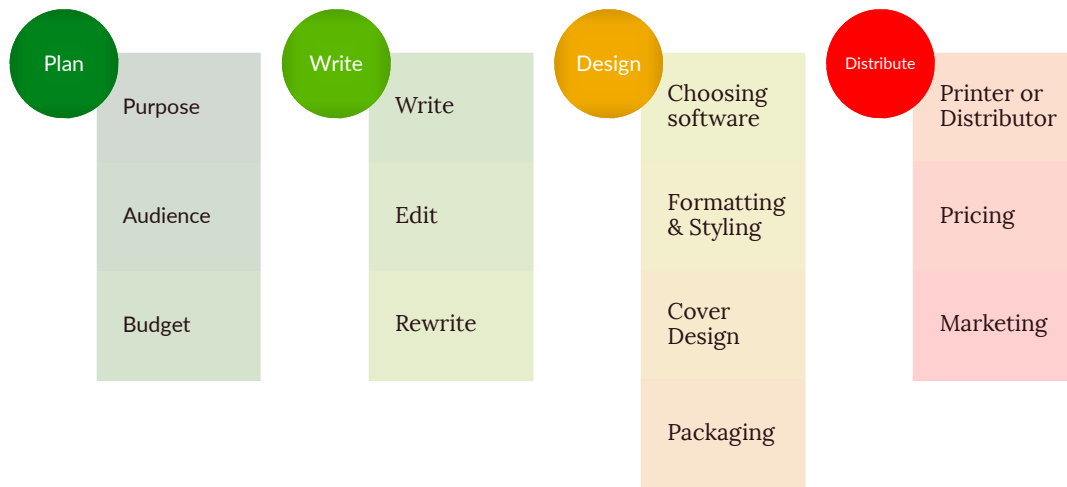 Plan
Purpose
Audience
Budget
Write
Write
Edit
Rewrite
Design
Choosing
software
Formatting
& Styling
Cover
Design
Packaging
Distribute
Printer or
Distributor
Pricing
Marketing